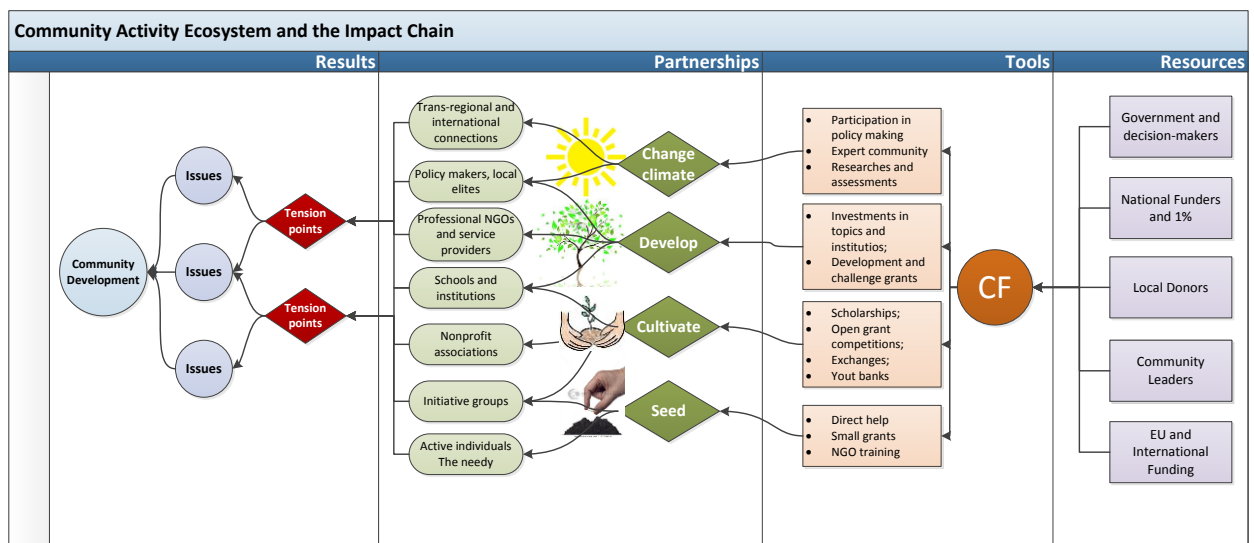 Community Activity Ecosystem and the Impact Chain
Results
Partnerships
Tools
Resources
Community
Development
Issues
Issues
Issues
Tension
points
Tension
points
Trans-regional and
international
connections
Policy makers, local
elites
Professional NGOs
and service
providers
Schools and
institutions
Nonprofit
associations
Initiative groups
Active individuals
The needy
Change
climate
Develop
Cultivate
Seed
• Participation in
policy making
• Expert community
• Researches and
assessments
• Investments in
topics and
institutios;
• Development and
challenge grants
• Scholarships;
• Open grant
competitions;
• Exchanges;
• Yout banks
• Direct help
• Small grants
• NGO training
CF
Government and
decision-makers
National Funders
and 1%
Local Donors
Community
Leaders
EU and
International
Funding